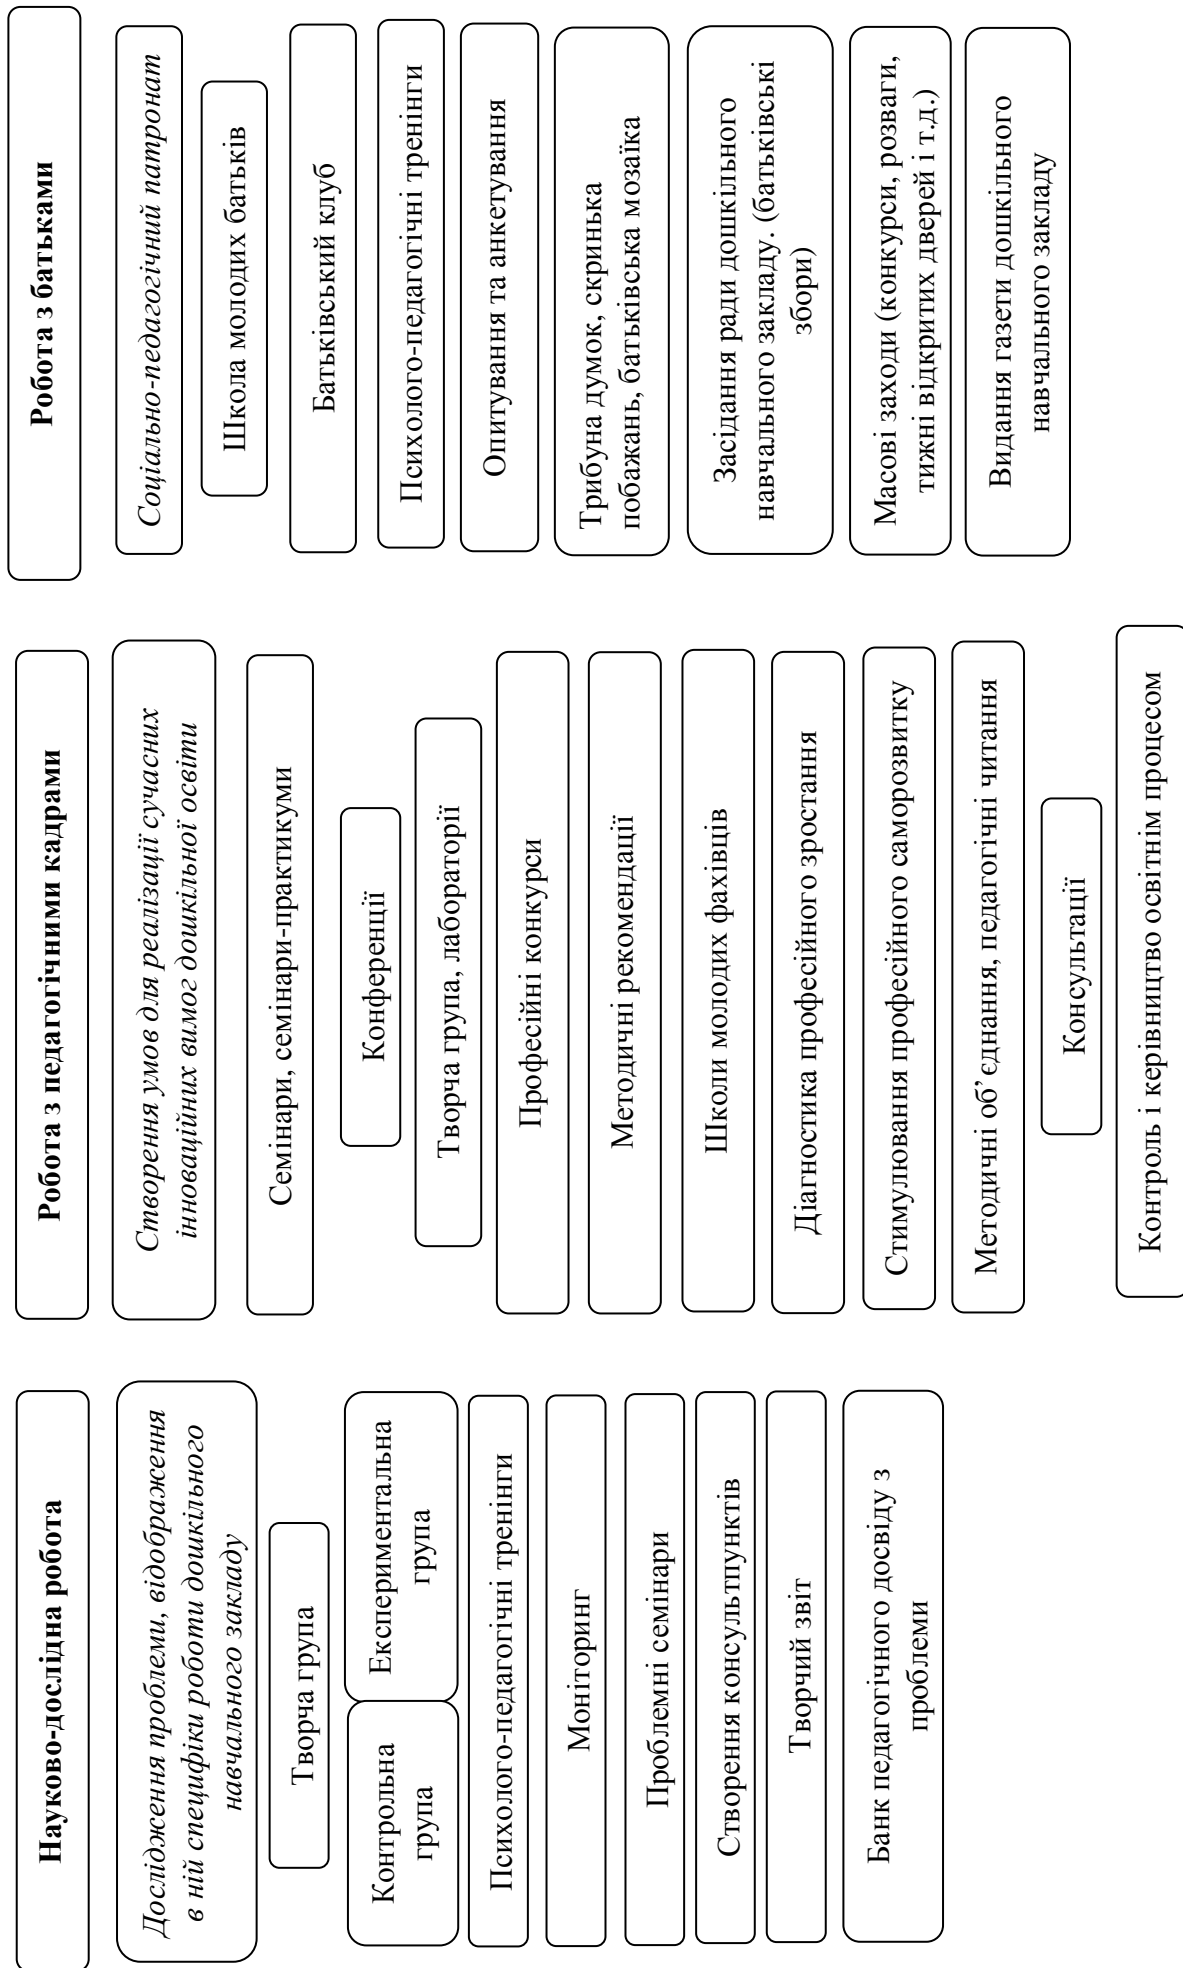 Науково-дослідна робота
Дослідження проблеми, відображення
в ній специфіки роботи дошкільного
навчального закладу
Творча група
Контрольна
група
Експериментальна
група
Психолого-педагогічні тренінги
Моніторинг
Проблемні семінари
Створення консультпунктів
Творчий звіт
Банк педагогічного досвіду з
проблеми
Робота з педагогічними кадрами
Створення умов для реалізації сучасних
інноваційних вимог дошкільної освіти
Семінари, семінари-практикуми
Конференції
Творча група, лабораторії
Професійні конкурси
Методичні рекомендації
Школи молодих фахівців
Діагностика професійного зростання
Стимулювання професійного саморозвитку
Методичні об’єднання, педагогічні читання
Консультації
Контроль і керівництво освітнім процесом
Робота з батьками
Соціально-педагогічний патронат
Школа молодих батьків
Батьківський клуб
Психолого-педагогічні тренінги
Опитування та анкетування
Трибуна думок, скринька
побажань, батьківська мозаїка
Засідання ради дошкільного
навчального закладу. (батьківські
збори)
Масові заходи (конкурси, розваги,
тижні відкритих дверей і т.д.)
Видання газети дошкільного
навчального закладу